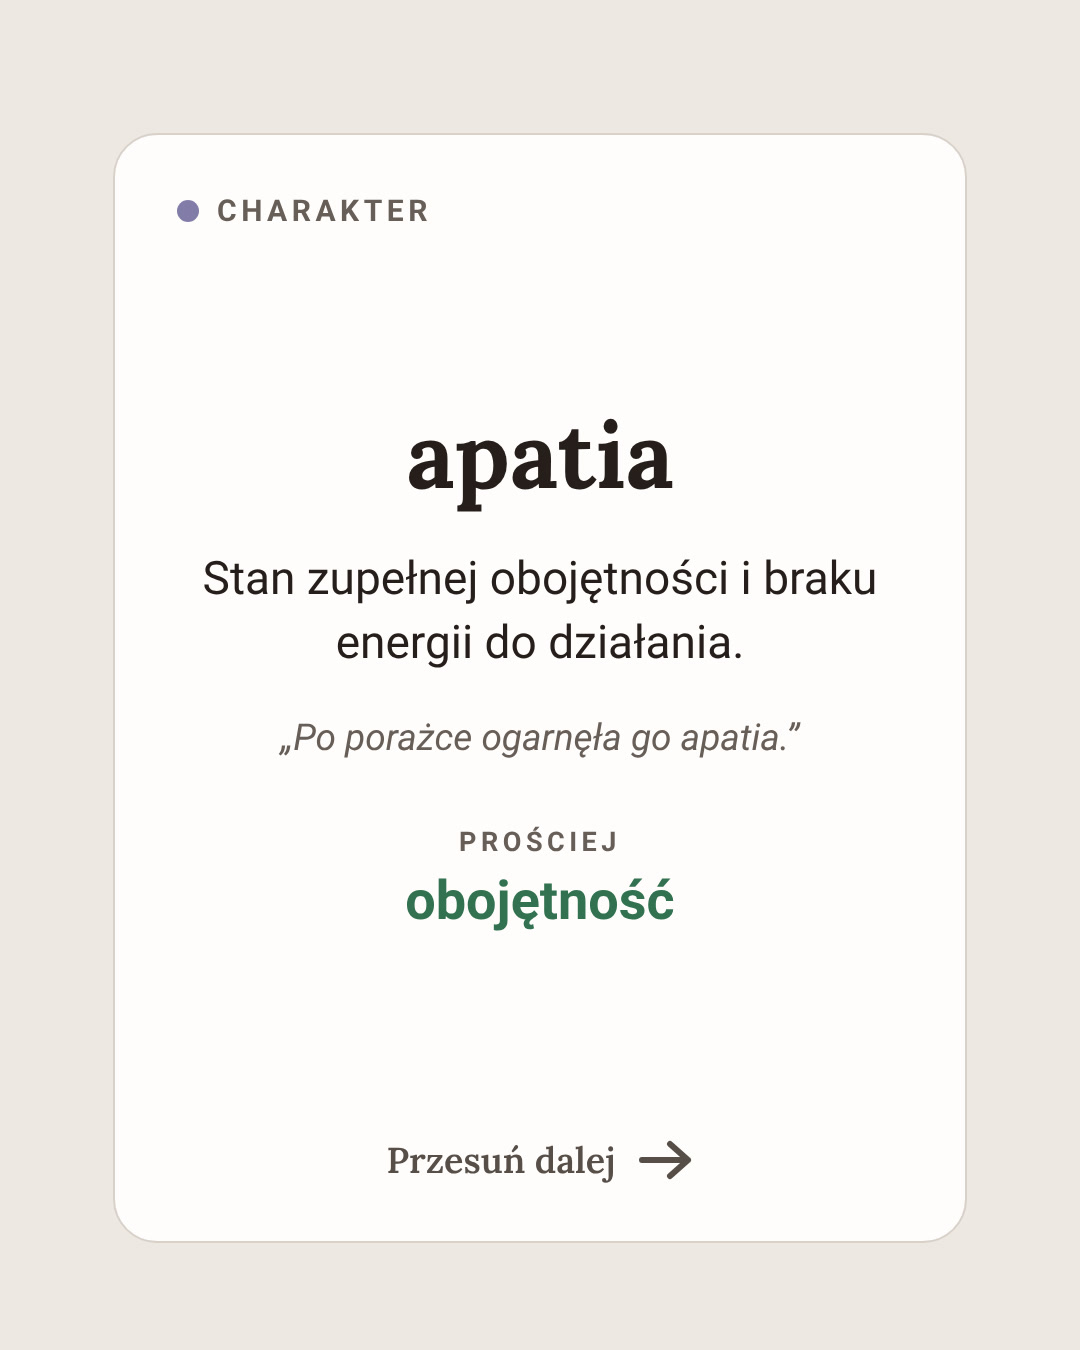 CHARAKTER
apatia
Stan zupełnej obojętności i braku
energii do działania.
„Po porażce ogarnęła go apatia.”
PROŚCIEJ
obojętność
Przesuń dalej